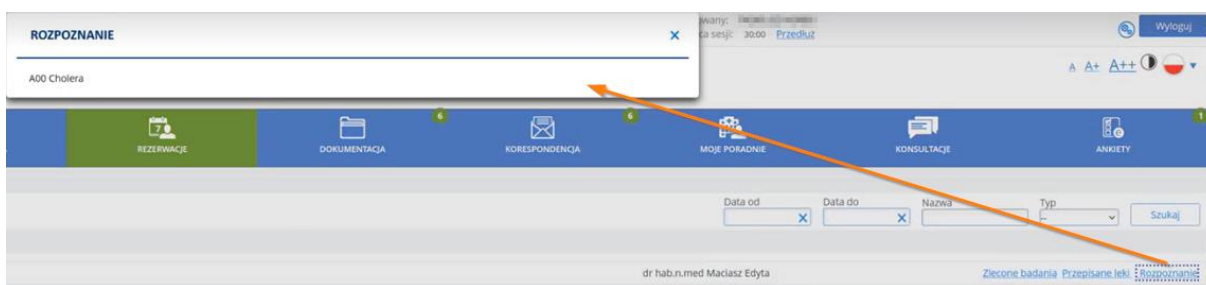 ROZPOZNANIE
A00 Cholera
sesji: 30:00 Przedłuż
Wyloguj
A A+ A++
6 6 1
7
REZERWACJE DOKUMENTACJA KORESPONDENCJA MOJE PORADNIE KONSULTACJE ANKIETY
Data od Data do Nazwa Typ
-- Szukaj
dr hab.n.med Maciasz Edyta Zlecone badania Przepisane leki Rozpoznanie